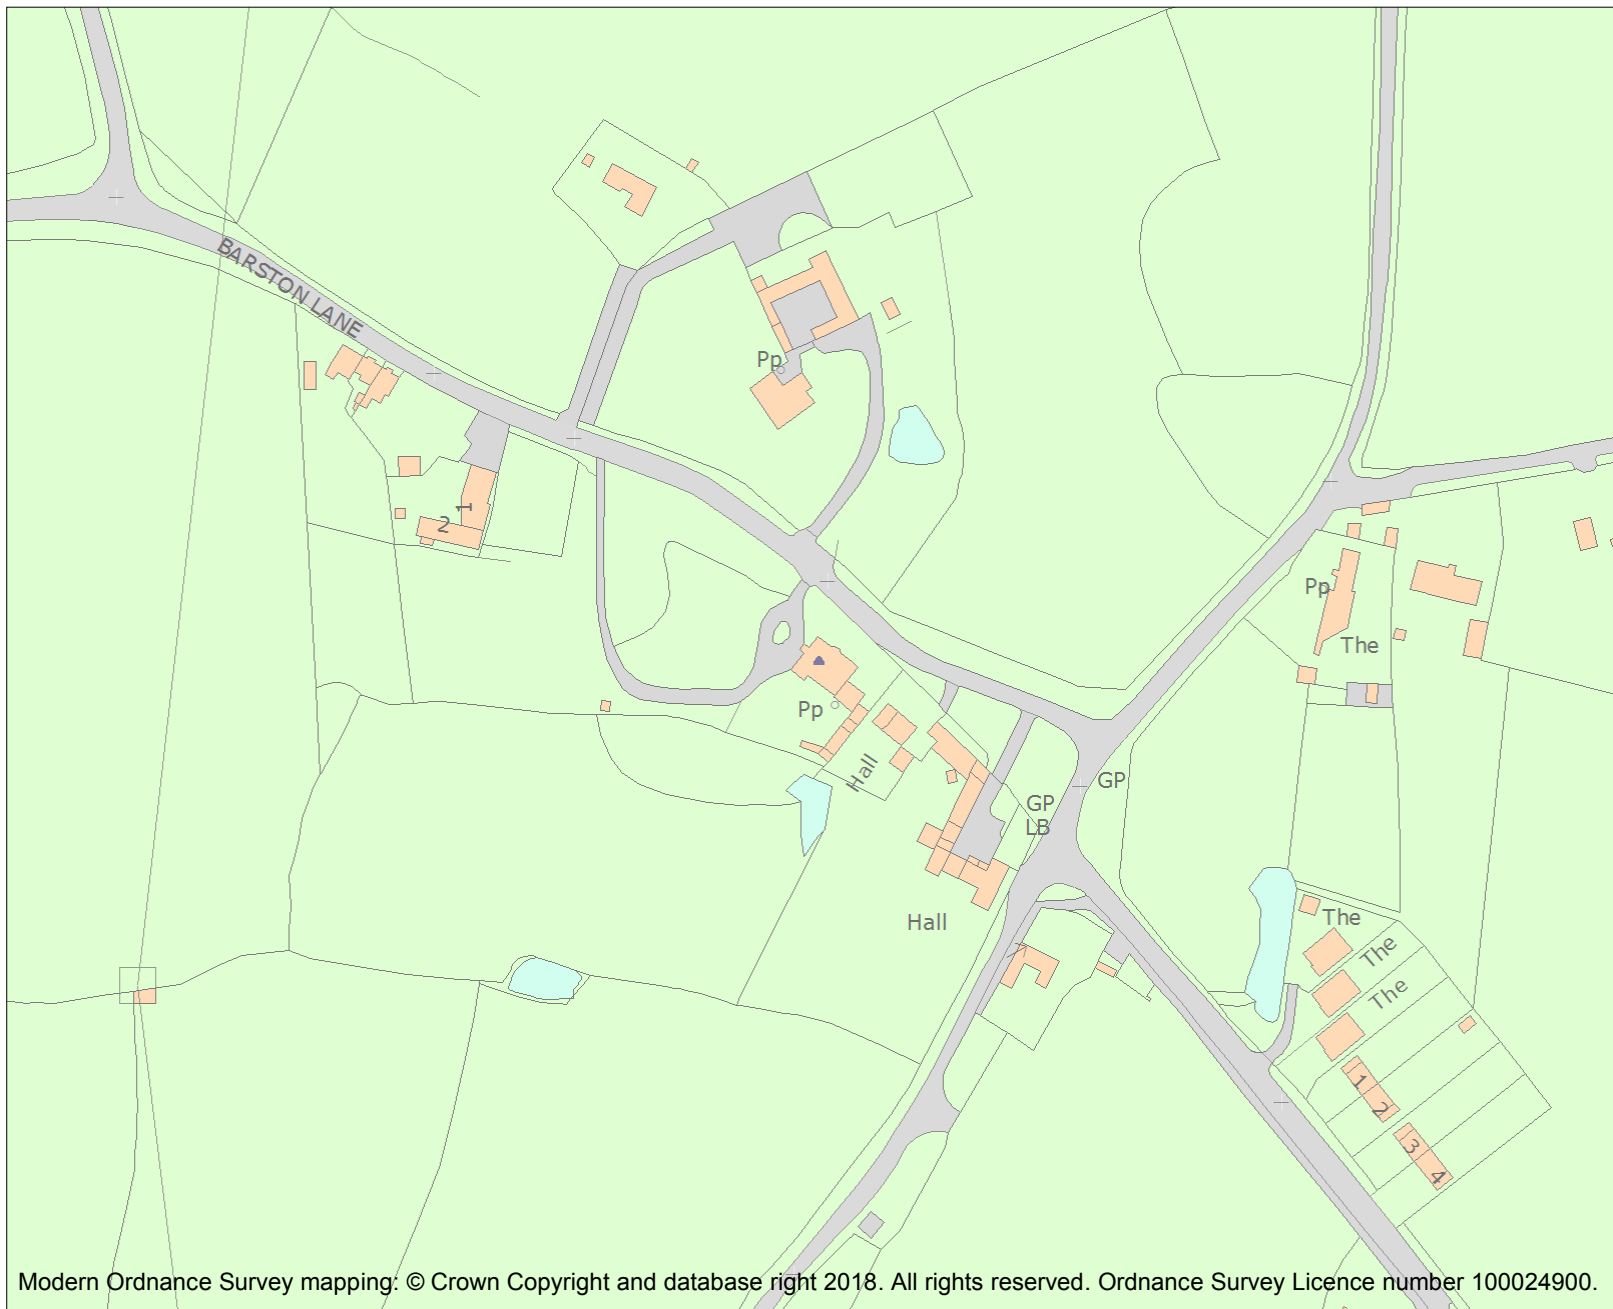 BARSTON LANE
Pp
1
2
Pp
The
Pp
Hall
GP
GP
LB
Hall
The
The
The
1
2
3
4
Modern Ordnance Survey mapping: © Crown Copyright and database right 2018. All rights reserved. Ordnance Survey Licence number 100024900.